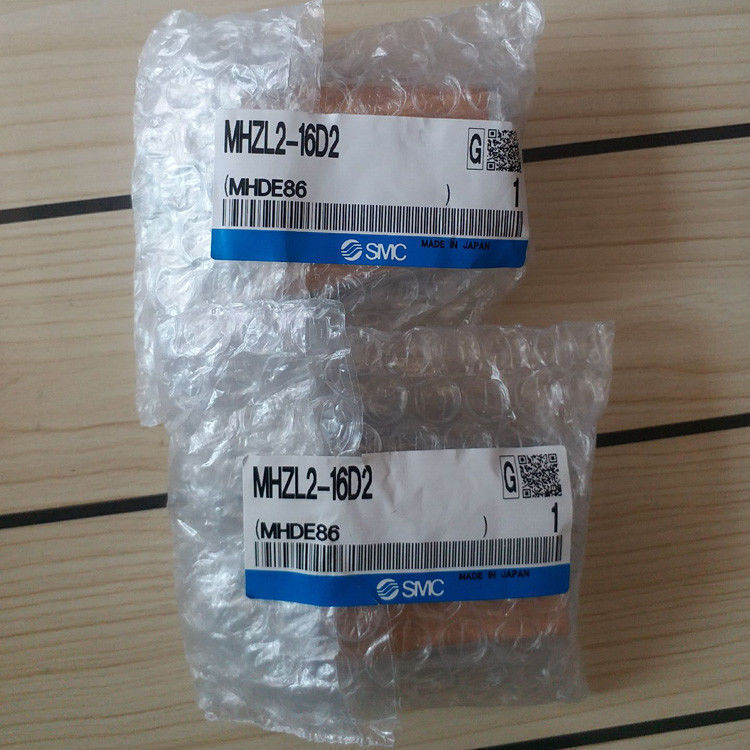 MHZL2-16D2
G
(MHDE86 ) 1
SMC MADE IN JAPAN
MHZL2-16D2
G
(MHDE86 ) 1
SMC MADE IN JAPAN